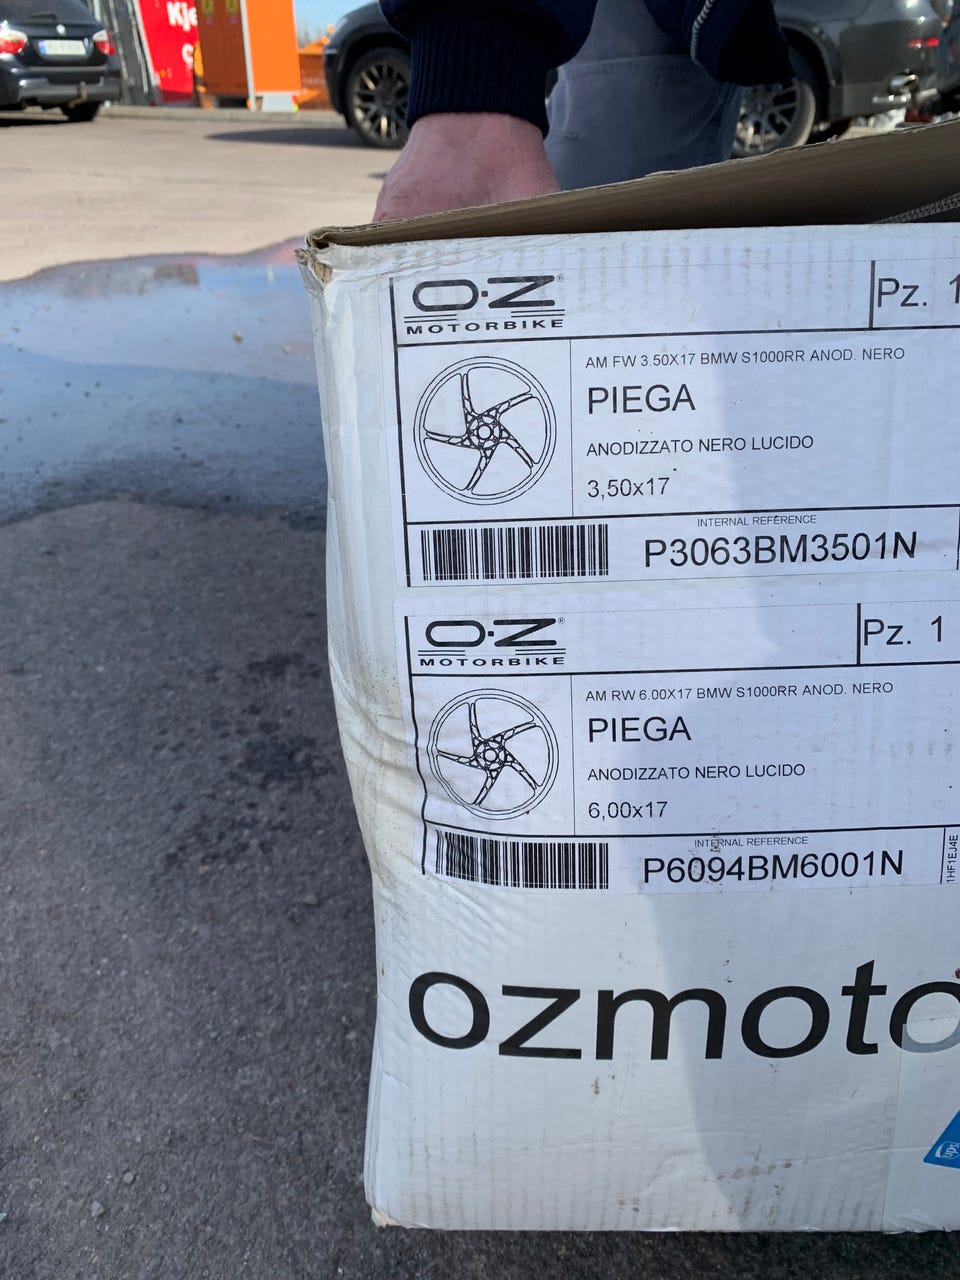 Kje
O·Z®
MOTORBIKE
Pz. 1
AM FW 3.50X17 BMW S1000RR ANOD. NERO
PIEGA
ANODIZZATO NERO LUCIDO
3,50x17
INTERNAL REFERENCE
P3063BM3501N
O·Z®
MOTORBIKE
Pz. 1
AM RW 6.00X17 BMW S1000RR ANOD. NERO
PIEGA
ANODIZZATO NERO LUCIDO
6,00x17
INTERNAL REFERENCE
P6094BM6001N
1HF1EJ4E
ozmoto
ups